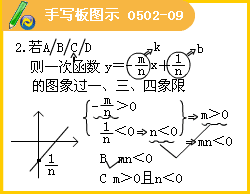 手写板图示 0502-09
k b
2.若A/B/C/D
则一次函数 y=-m/n x+1/n
的图象过一、三、四象限
-m/n>0
⇒m>0
1/n<0⇒n<0
⇒mn<0
1/n
B mn<0
C m>0且n<0